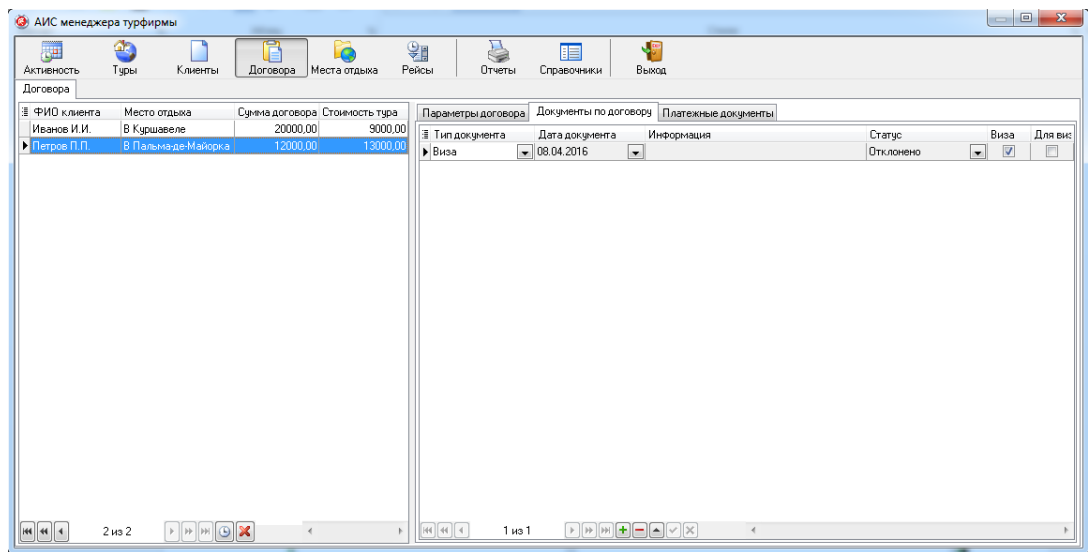 АИС менеджера турфирмы
Активность Туры Клиенты Договора Места отдыха Рейсы Отчеты Справочники Выход
Договора
ФИО клиента Место отдыха Сумма договора Стоимость тура
Иванов И.И. В Куршавеле 20000,00 9000,00
Петров П.П. В Пальма-де-Майорка 12000,00 13000,00
2 из 2
Параметры договора Документы по договору Платежные документы
Тип документа Дата документа Информация Статус Виза Для виз
Виза 08.04.2016 Отклонено
1 из 1